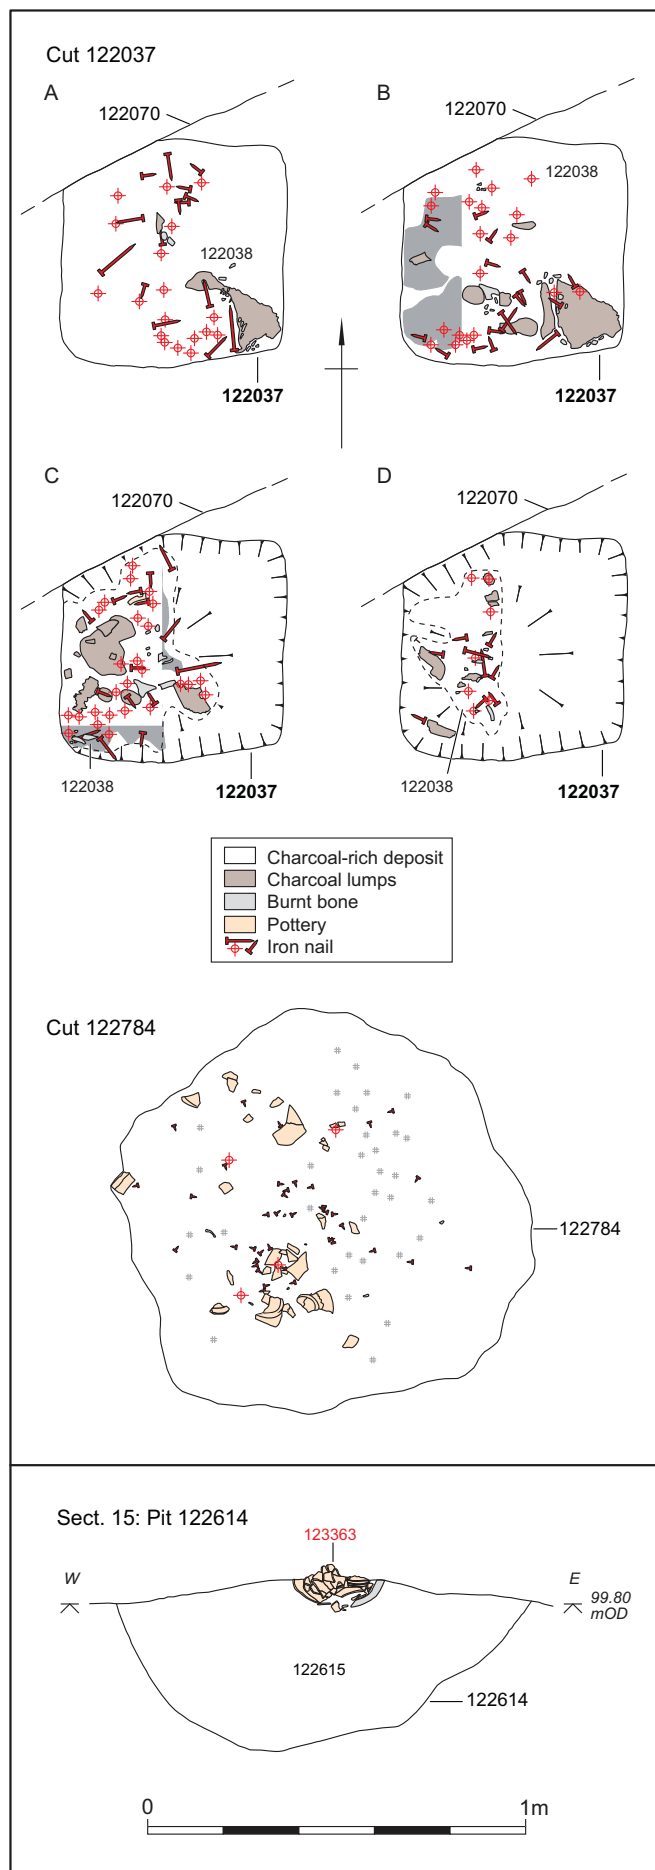 Cut 122037
A
B
122070
122070
122038
122038
122037
122037
C
D
122070
122070
122038
122037
122038
122037
Charcoal-rich deposit
Charcoal lumps
Burnt bone
Pottery
Iron nail
Cut 122784
122784
Sect. 15: Pit 122614
123363
W
E
99.80
mOD
122615
122614
0
1m